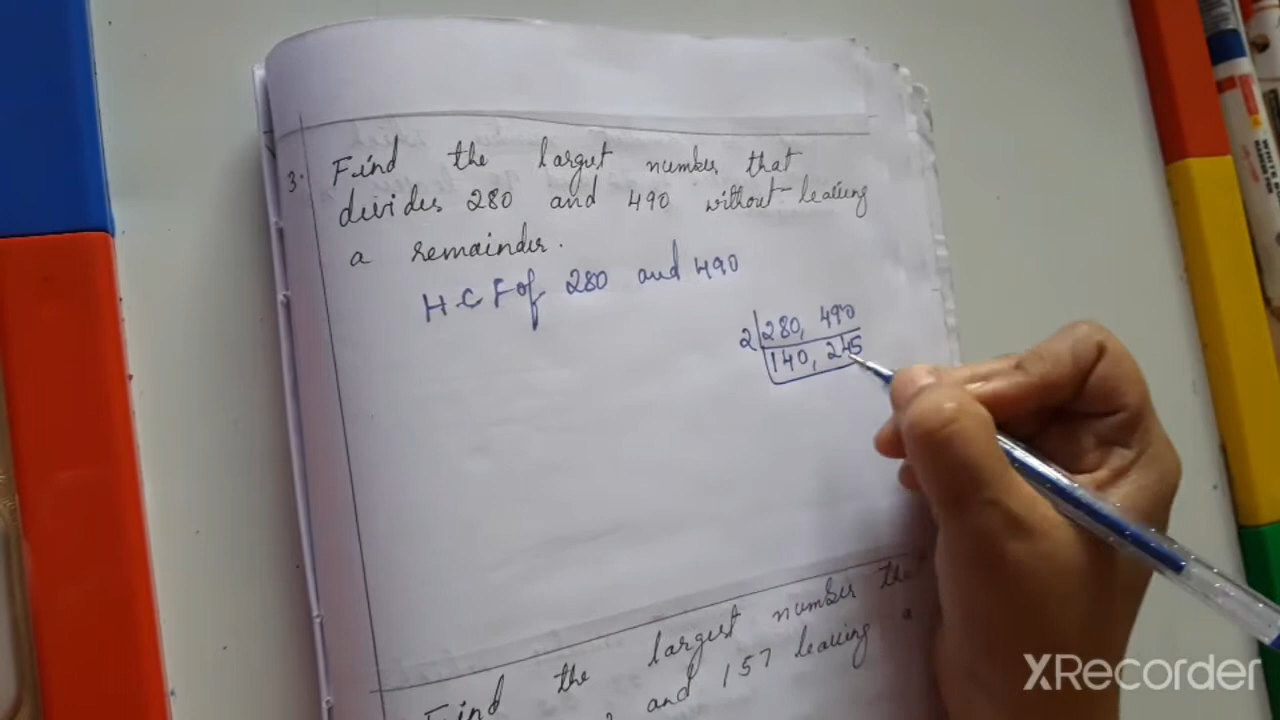 3. Find the largest number that
divides 280 and 490 without leaving
a remainder.
HCF of 280 and 490
2 280, 490
140, 245
Find the largest number
and 157 leaving a
XRecorder